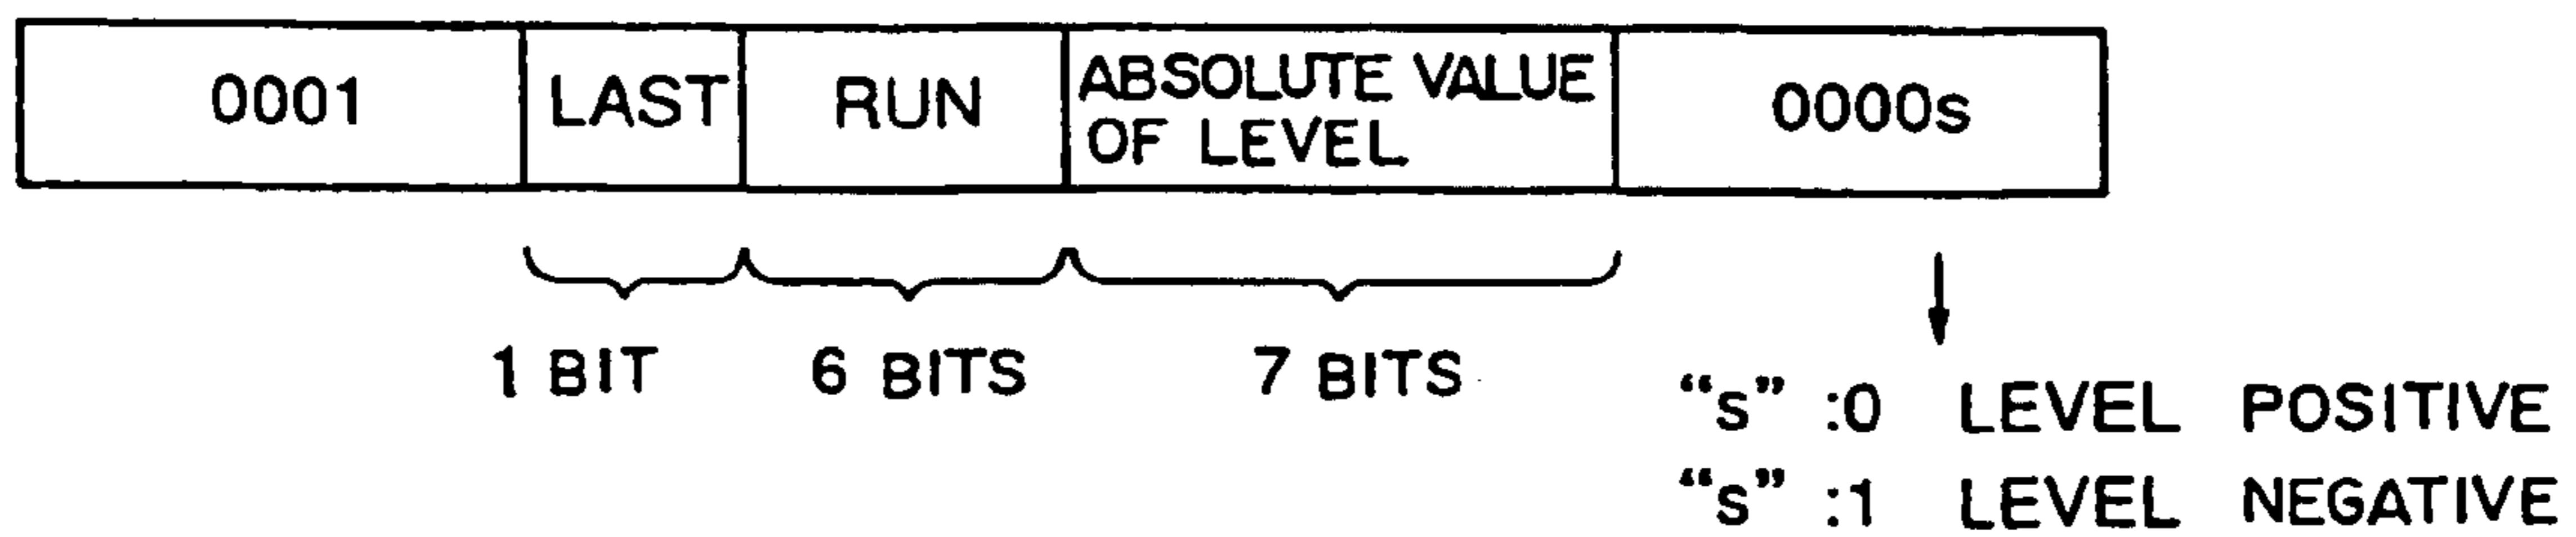 0001 LAST RUN ABSOLUTE VALUE OF LEVEL 0000s
1 BIT 6 BITS 7 BITS
“s” :0 LEVEL POSITIVE
“s” :1 LEVEL NEGATIVE